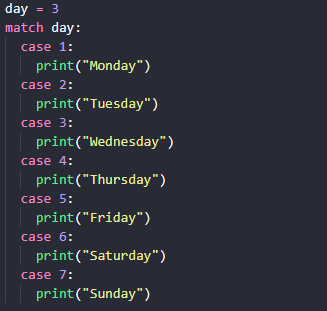 day = 3
match day:
  case 1:
    print("Monday")
  case 2:
    print("Tuesday")
  case 3:
    print("Wednesday")
  case 4:
    print("Thursday")
  case 5:
    print("Friday")
  case 6:
    print("Saturday")
  case 7:
    print("Sunday")